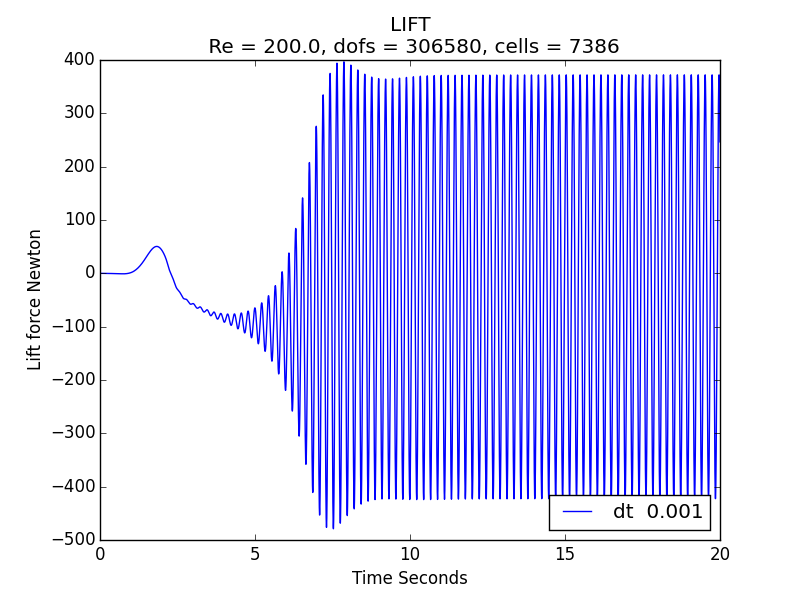 LIFT
Re = 200.0, dofs = 306580, cells = 7386
400
300
200
100
0
−100
−200
−300
−400
−500
Lift force Newton
dt 0.001
0 5 10 15 20
Time Seconds